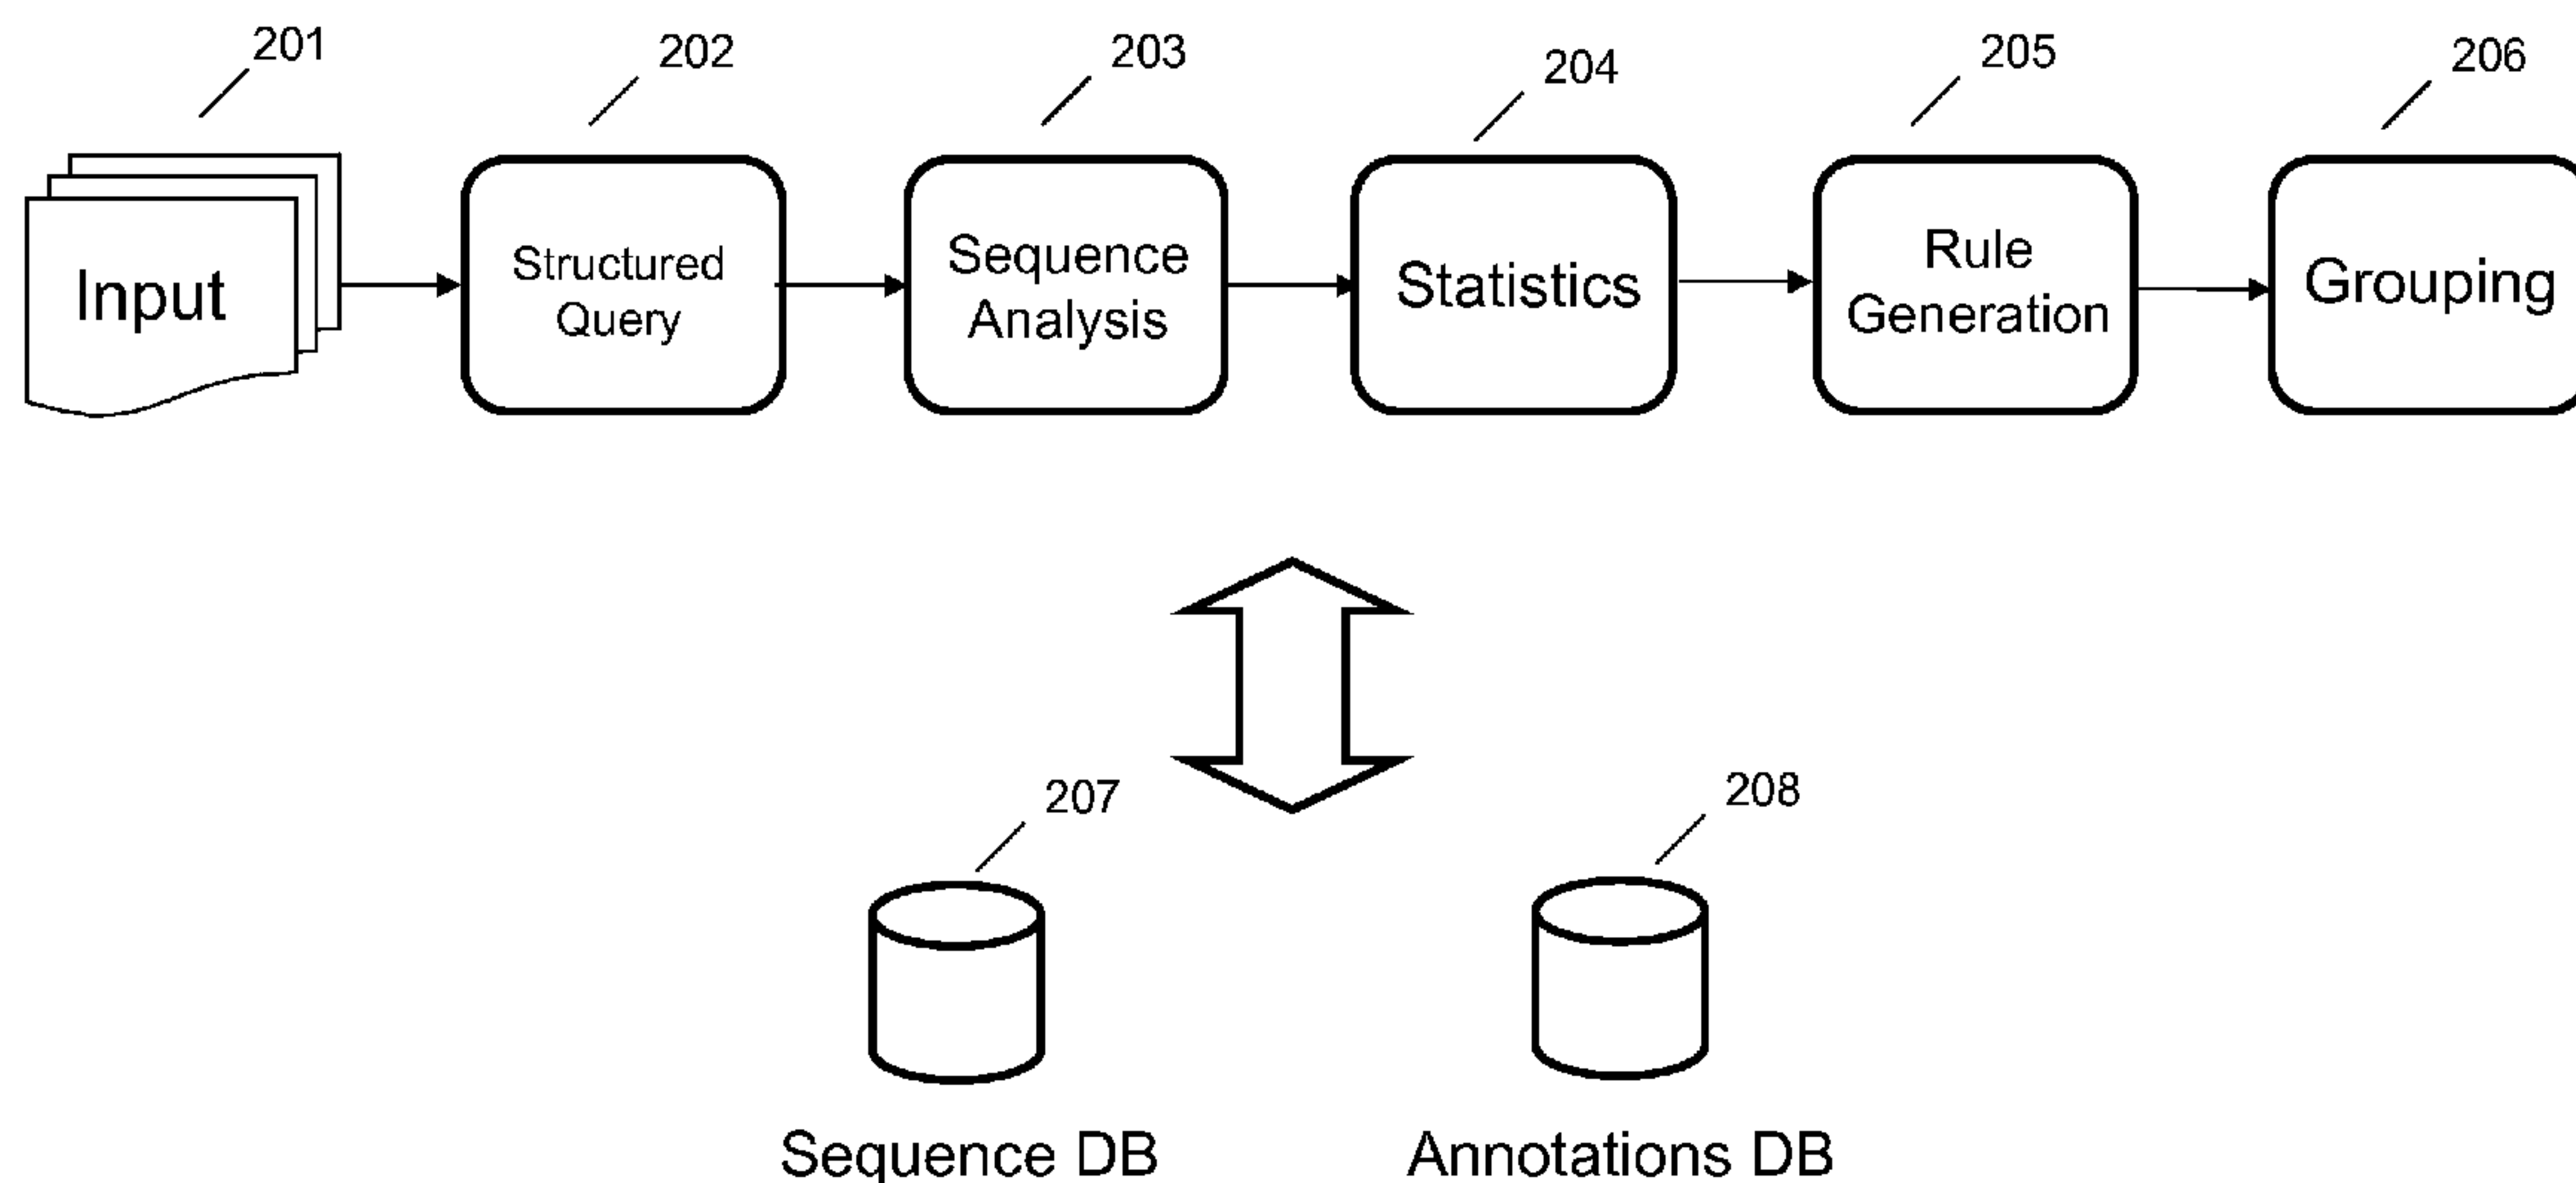 201
202
203
204
205
206
Input
Structured
Query
Sequence
Analysis
Statistics
Rule
Generation
Grouping
207
208
Sequence DB
Annotations DB